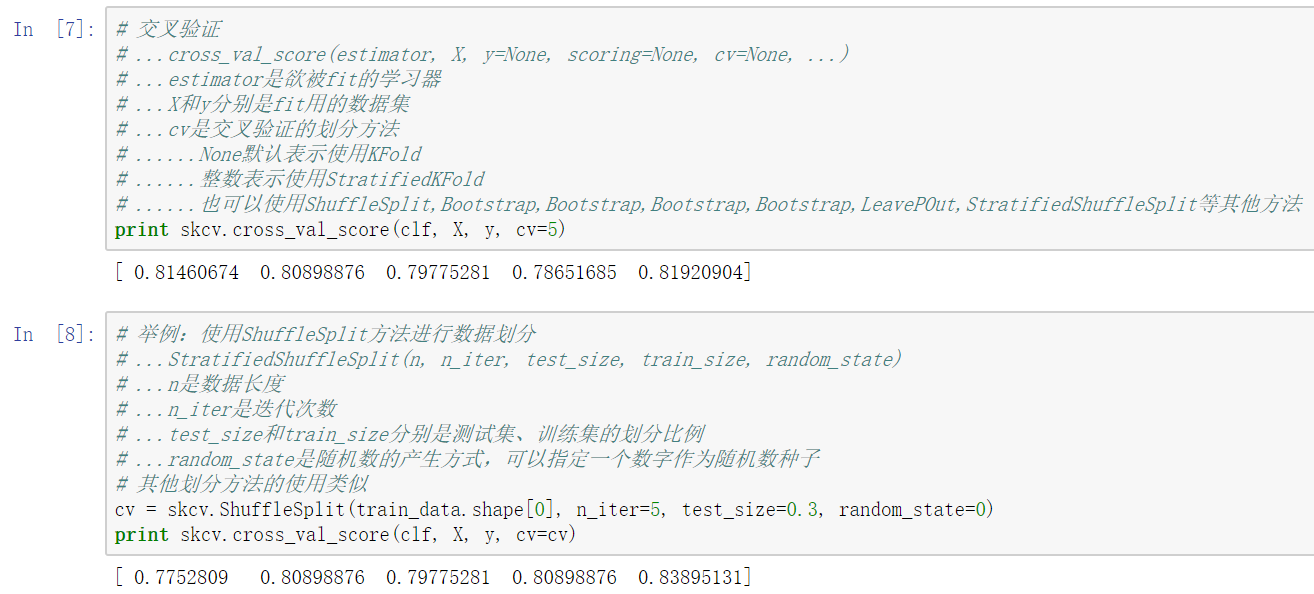 In [7]:
# 交叉验证
# ...cross_val_score(estimator, X, y=None, scoring=None, cv=None, ...)
# ...estimator是欲被fit的学习器
# ...X和y分别是fit用的数据集
# ...cv是交叉验证的划分方法
# ......None默认表示使用KFold
# ......整数表示使用StratifiedKFold
# ......也可以使用ShuffleSplit,Bootstrap,Bootstrap,Bootstrap,Bootstrap,LeavePOut,StratifiedShuffleSplit等其他方法
print skcv.cross_val_score(clf, X, y, cv=5)
[ 0.81460674  0.80898876  0.79775281  0.78651685  0.81920904]
In [8]:
# 举例：使用ShuffleSplit方法进行数据划分
# ...StratifiedShuffleSplit(n, n_iter, test_size, train_size, random_state)
# ...n是数据长度
# ...n_iter是迭代次数
# ...test_size和train_size分别是测试集、训练集的划分比例
# ...random_state是随机数的产生方式，可以指定一个数字作为随机数种子
# 其他划分方法的使用类似
cv = skcv.ShuffleSplit(train_data.shape[0], n_iter=5, test_size=0.3, random_state=0)
print skcv.cross_val_score(clf, X, y, cv=cv)
[ 0.7752809   0.80898876  0.79775281  0.80898876  0.83895131]